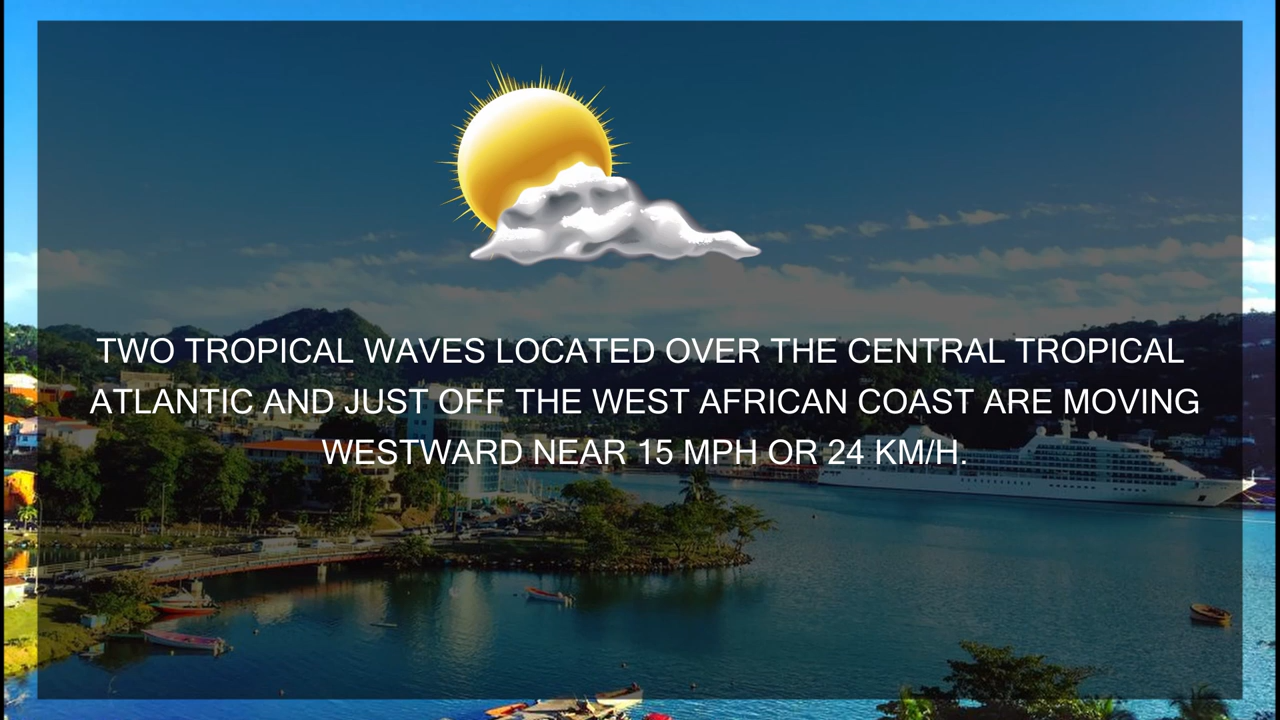 TWO TROPICAL WAVES LOCATED OVER THE CENTRAL TROPICAL
ATLANTIC AND JUST OFF THE WEST AFRICAN COAST ARE MOVING
WESTWARD NEAR 15 MPH OR 24 KM/H.